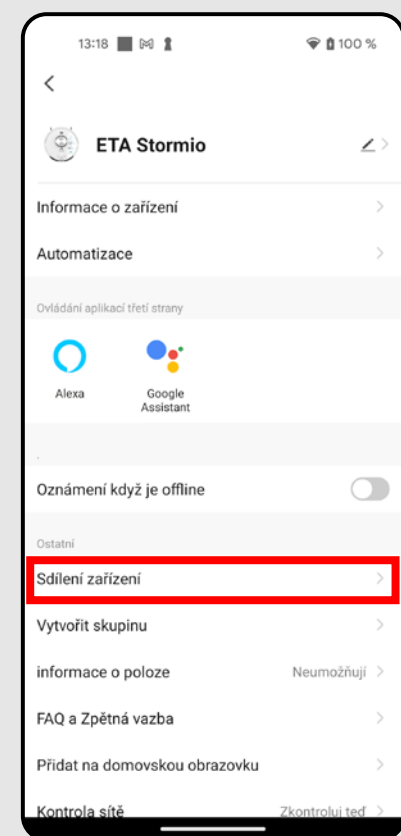 13:18
100 %
ETA Stormio
Informace o zařízení
Automatizace
Ovládání aplikací třetí strany
Alexa
Google
Assistant
.
Oznámení když je offline
Ostatní
Sdílení zařízení
Vytvořit skupinu
informace o poloze Neumožňují
FAQ a Zpětná vazba
Přidat na domovskou obrazovku
Kontrola sítě Zkontroluj teď